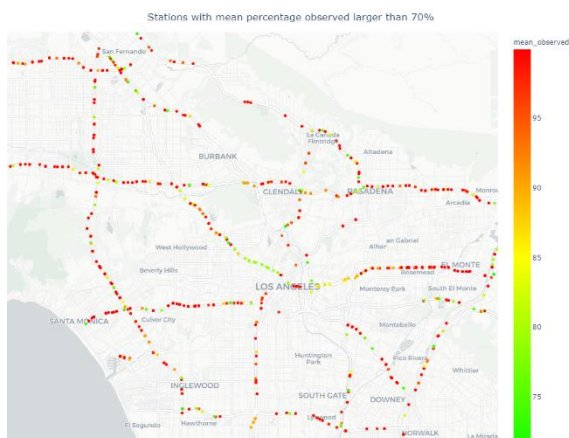 Stations with mean percentage observed larger than 70%
mean_observed
San Fernando
95
La Cañada
Flintridge
Altadena
BURBANK
90
GLENDALE
PASADENA
Monro
Arcadia
West Hollywood
an Gabriel
Alhar
85
EL MONTE
Beverly Hills
Rosemead
LOS ANGELES
Monterey Park
South El Monte
SANTA MONICA
Culver City
Montebello
80
Huntington
Park
Pico Rivera
Whittier
INGLEWOOD
SOUTH GATE
DOWNEY
75
El Segundo
Hawthorne
Lynwood
NORWALK
La Mirada